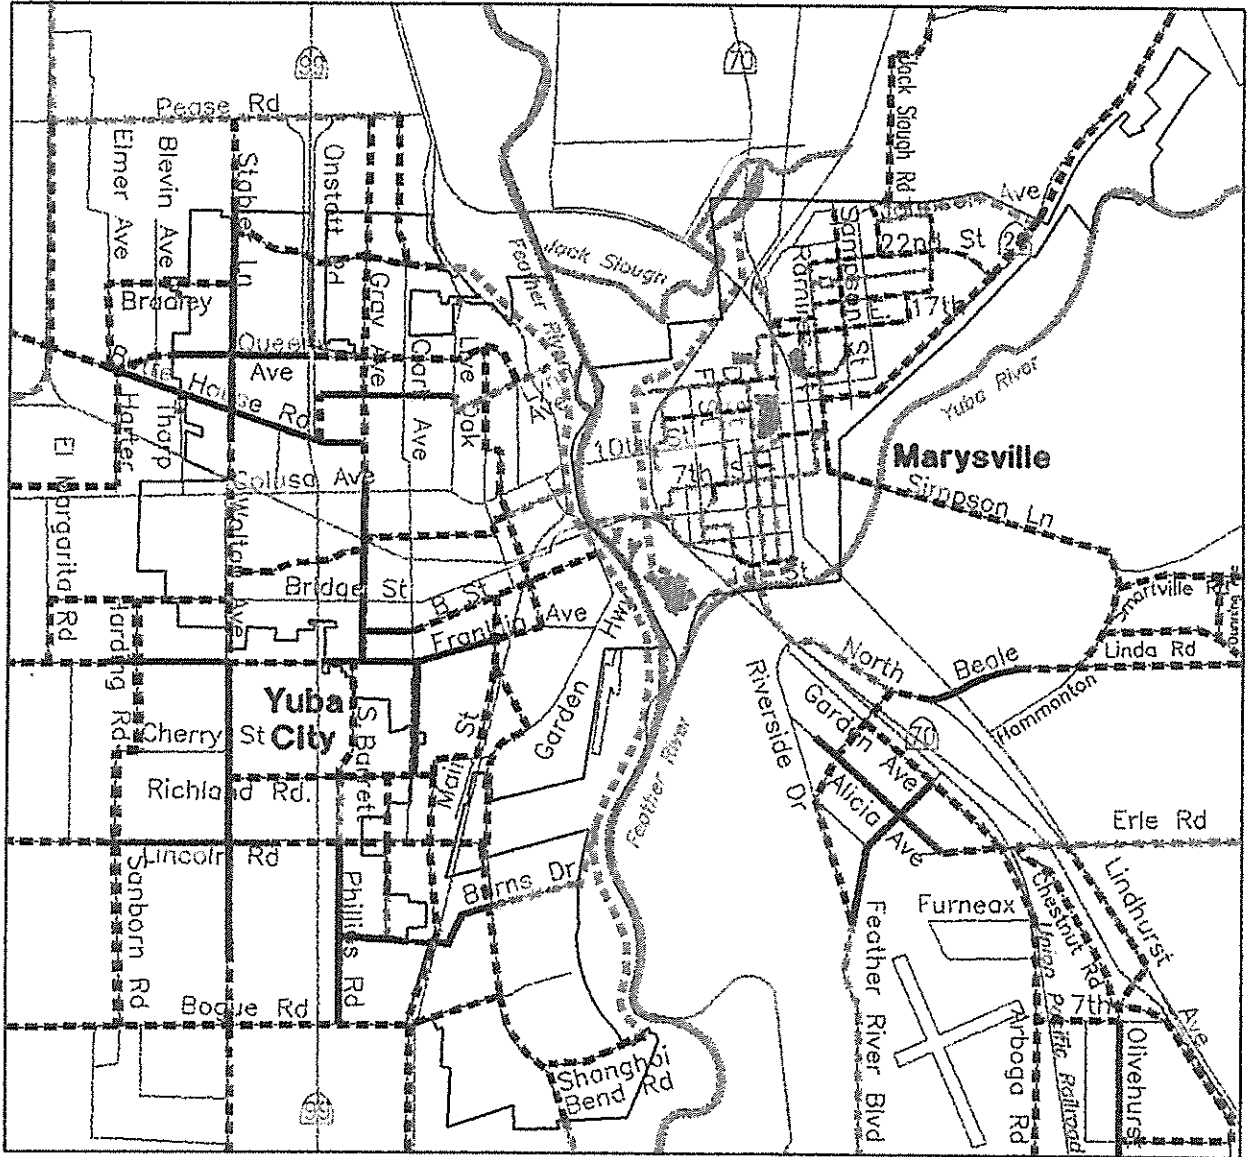 99
70
Pease Rd
Jack Slough Rd
Elmer Ave
Blevin Ave
Stabler Ln
Onstott Rd
Gray Ave
Feather River
Jack Slough
Ramirez
Sampson St
Ave
22nd St
E. 17th
Bradley
Queens
Ave
House Rd
Harter
Tharp
Ave
10th St
7th St
Yuba River
Marysville
Simpson Ln
Colusa Ave
El Margarita Rd
Walton Ave
Bridge St
B St
Franklin Ave
J St
Smartville Rd
Linda Rd
Hammonton
North Beale
Riverside Dr
Garden Hwy
Yuba
City
Harding Rd
Cherry St
Richland Rd.
S Barrett
Main St
Garden Ave
70
Alicia Ave
Feather River
Erle Rd
Lincoln Rd
Sanborn Rd
Phillips Rd
Burns Dr
Furneax
Chestnut Rd
Lindhurst Ave
Union Pacific Railroad
Bogue Rd
7th
Feather River Blvd
Arboga Rd
Olivehurst
Shanghai
Bend Rd
99